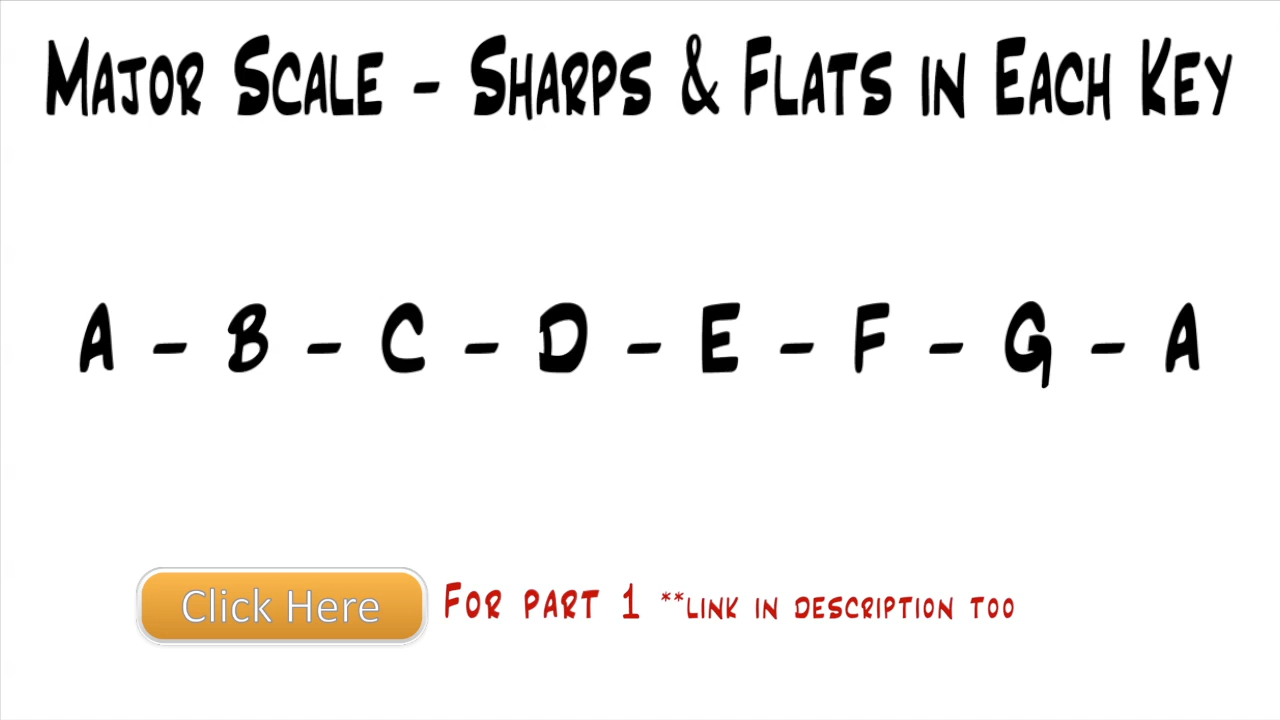 Major Scale - Sharps & Flats in Each Key
A - B - C - D - E - F - G - A
Click Here For part 1 **link in description too